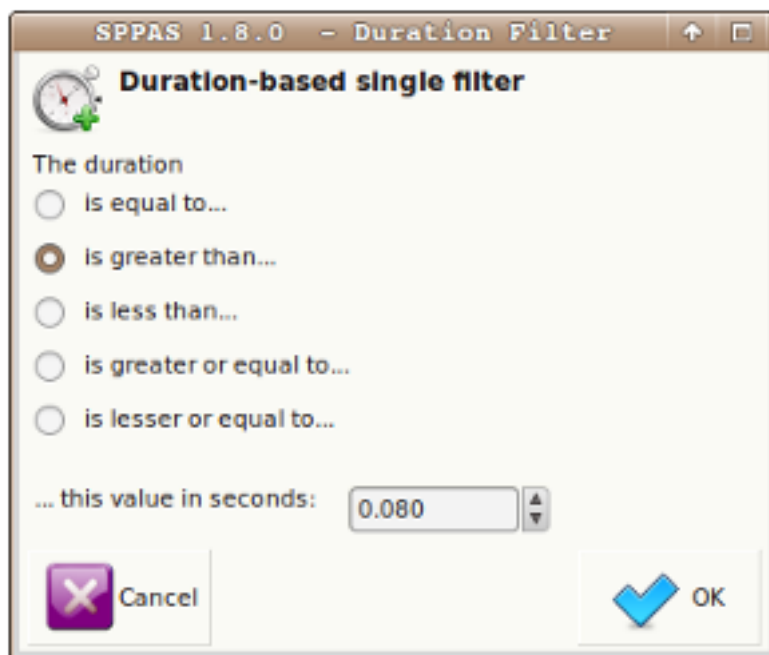 SPPAS 1.8.0 - Duration Filter
Duration-based single filter
The duration
is equal to...
is greater than...
is less than...
is greater or equal to...
is lesser or equal to...
... this value in seconds: 0.080
Cancel OK